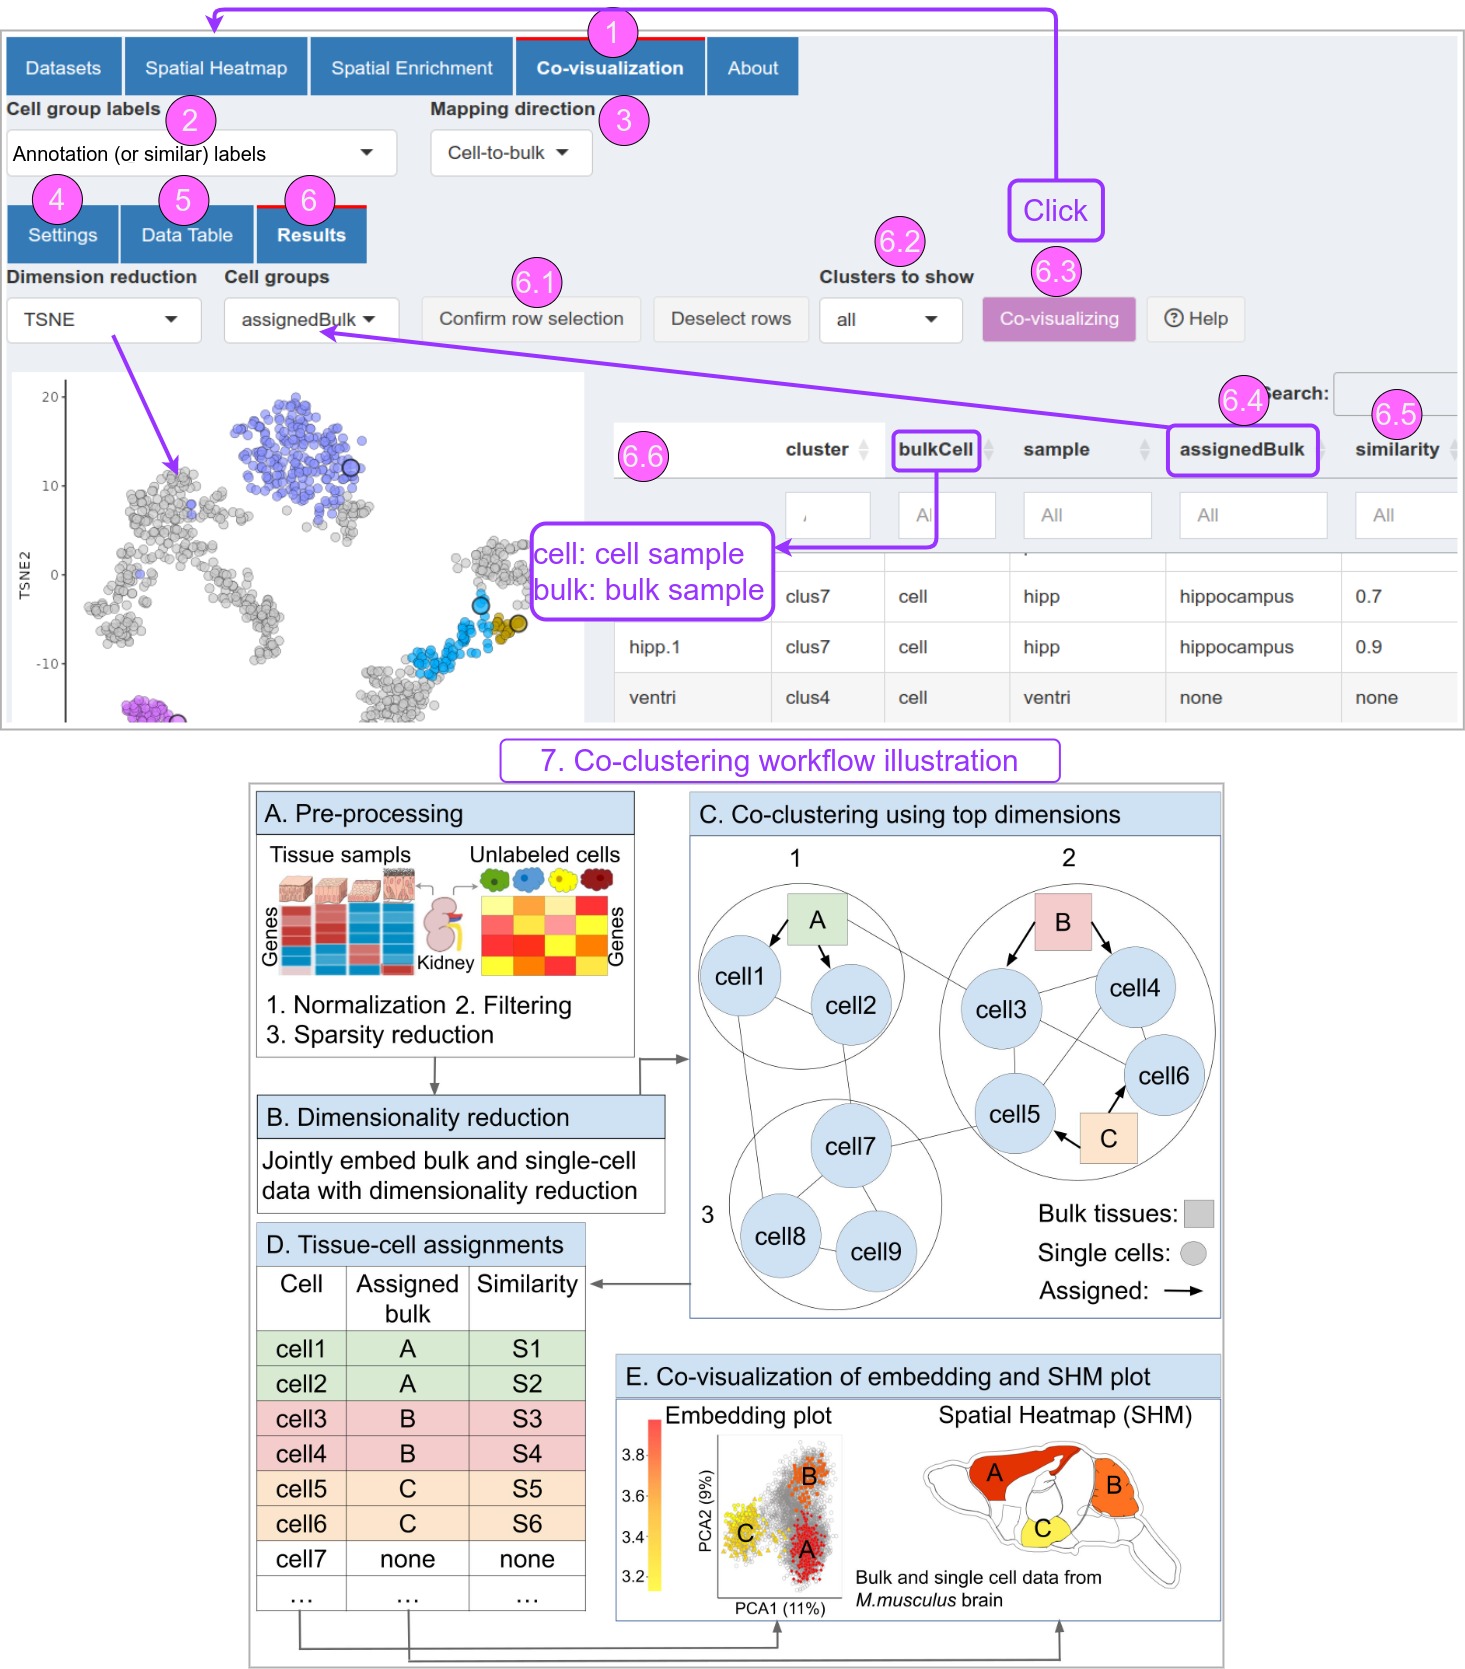 1
Datasets Spatial Heatmap Spatial Enrichment Co-visualization About
Cell group labels Mapping direction
2 3
Annotation (or similar) labels Cell-to-bulk
4 5 6
Click
Settings Data Table Results
6.2
Dimension reduction Cell groups 6.1 Clusters to show 6.3
TSNE assignedBulk Confirm row selection Deselect rows all Co-visualizing Help
20
10
0
-10
TSNE2
6.4 Search: 6.5
6.6 cluster bulkCell sample assignedBulk similarity
All All All
cell: cell sample
bulk: bulk sample
clus7 cell hipp hippocampus 0.7
hipp.1 clus7 cell hipp hippocampus 0.9
ventri clus4 cell ventri none none
7. Co-clustering workflow illustration
A. Pre-processing
Tissue sampls Unlabeled cells
Genes Kidney Genes
1. Normalization 2. Filtering
3. Sparsity reduction
B. Dimensionality reduction
Jointly embed bulk and single-cell
data with dimensionality reduction
C. Co-clustering using top dimensions
1 2
A B
cell1 cell2 cell3 cell4
cell6
cell5 C
cell7
3 cell8 cell9
Bulk tissues:
Single cells:
Assigned:
D. Tissue-cell assignments
Cell Assigned Similarity
bulk
cell1 A S1
cell2 A S2
cell3 B S3
cell4 B S4
cell5 C S5
cell6 C S6
cell7 none none
... ... ...
E. Co-visualization of embedding and SHM plot
Embedding plot Spatial Heatmap (SHM)
3.8
3.6
3.4
3.2
PCA2 (9%)
B
C
A
PCA1 (11%)
A B
C
Bulk and single cell data from
M.musculus brain